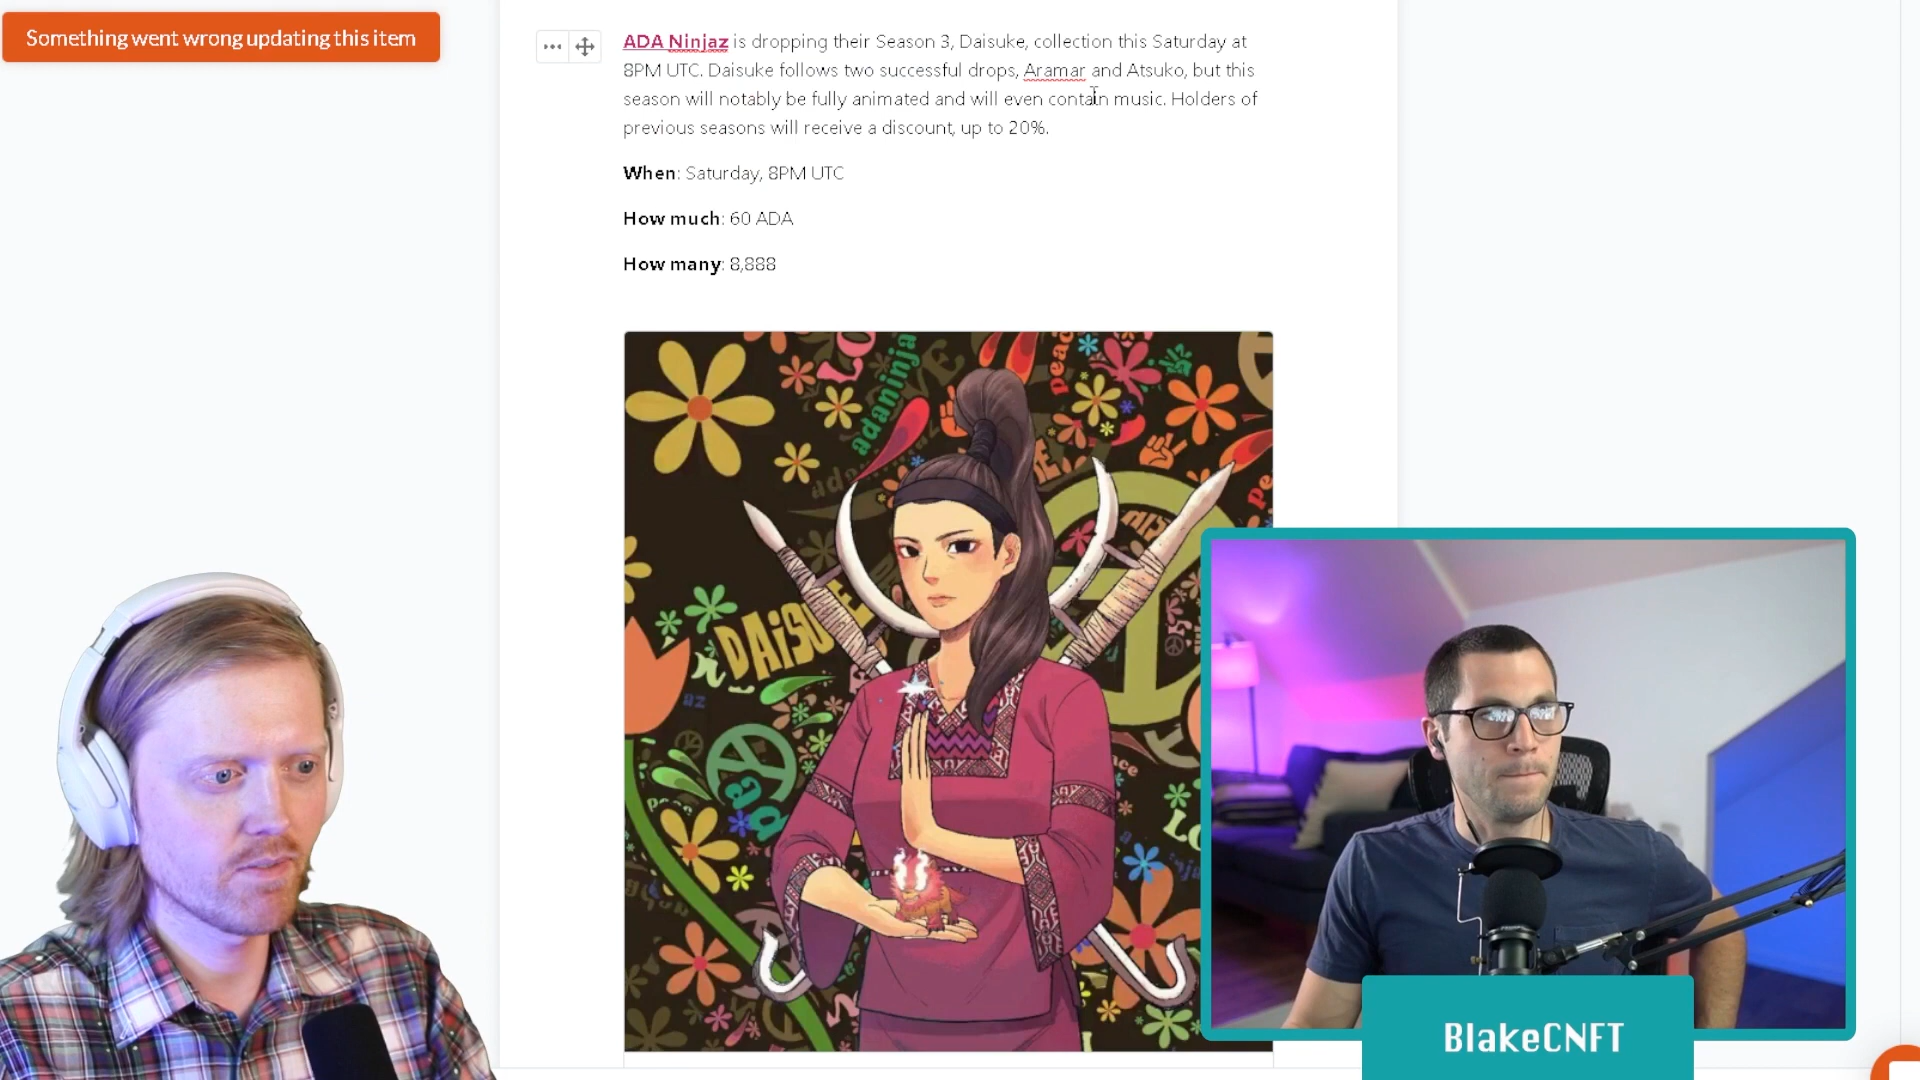 Something went wrong updating this item
ADA Ninjaz is dropping their Season 3, Daisuke, collection this Saturday at
8PM UTC. Daisuke follows two successful drops, Aramar and Atsuko, but this
season will notably be fully animated and will even contain music. Holders of
previous seasons will receive a discount, up to 20%.
When: Saturday, 8PM UTC
How much: 60 ADA
How many: 8,888
adaninja
DAiSUKE
BlakeCNFT